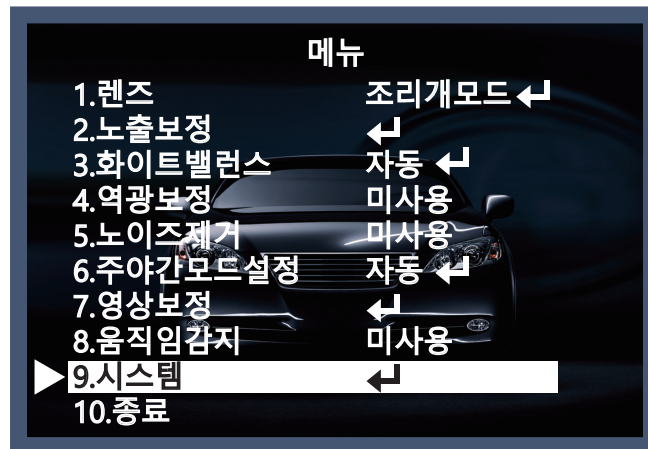 메뉴
1.렌즈 조리개모드 ↵
2.노출보정 ↵
3.화이트밸런스 자동 ↵
4.역광보정 미사용
5.노이즈제거 미사용
6.주야간모드설정 자동 ↵
7.영상보정 ↵
8.움직임감지 미사용
9.시스템 ↵
10.종료